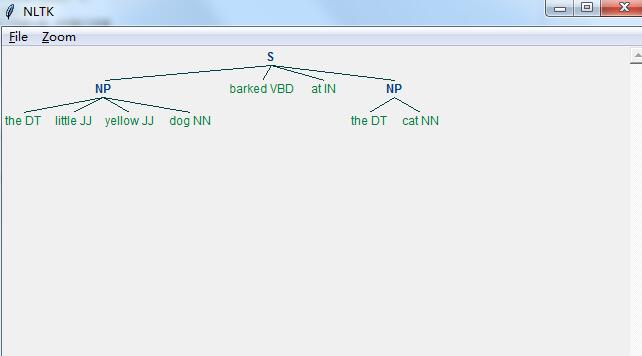 NLTK
File Zoom
S
NP barked VBD at IN NP
the DT little JJ yellow JJ dog NN the DT cat NN